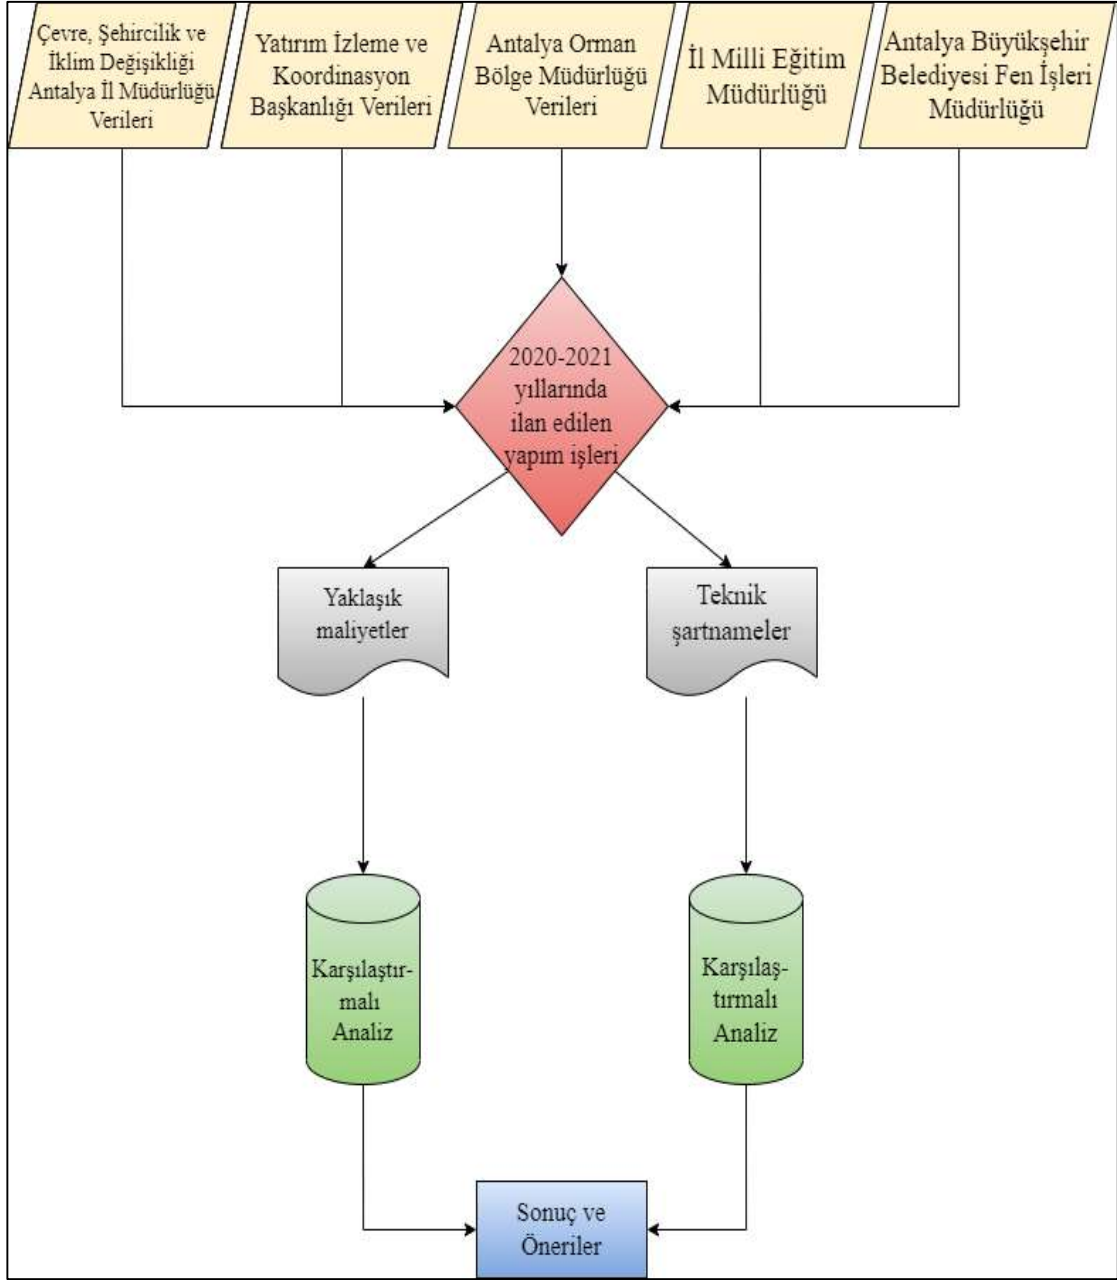 Çevre, Şehircilik ve
İklim Değişikliği
Antalya İl Müdürlüğü
Verileri
Yatırım İzleme ve
Koordinasyon
Başkanlığı Verileri
Antalya Orman
Bölge Müdürlüğü
Verileri
İl Milli Eğitim
Müdürlüğü
Antalya Büyükşehir
Belediyesi Fen İşleri
Müdürlüğü
2020-2021
yıllarında
ilan edilen
yapım işleri
Yaklaşık
maliyetler
Teknik
şartnameler
Karşılaştır-
malı
Analiz
Karşılaş-
tırmalı
Analiz
Sonuç ve
Öneriler